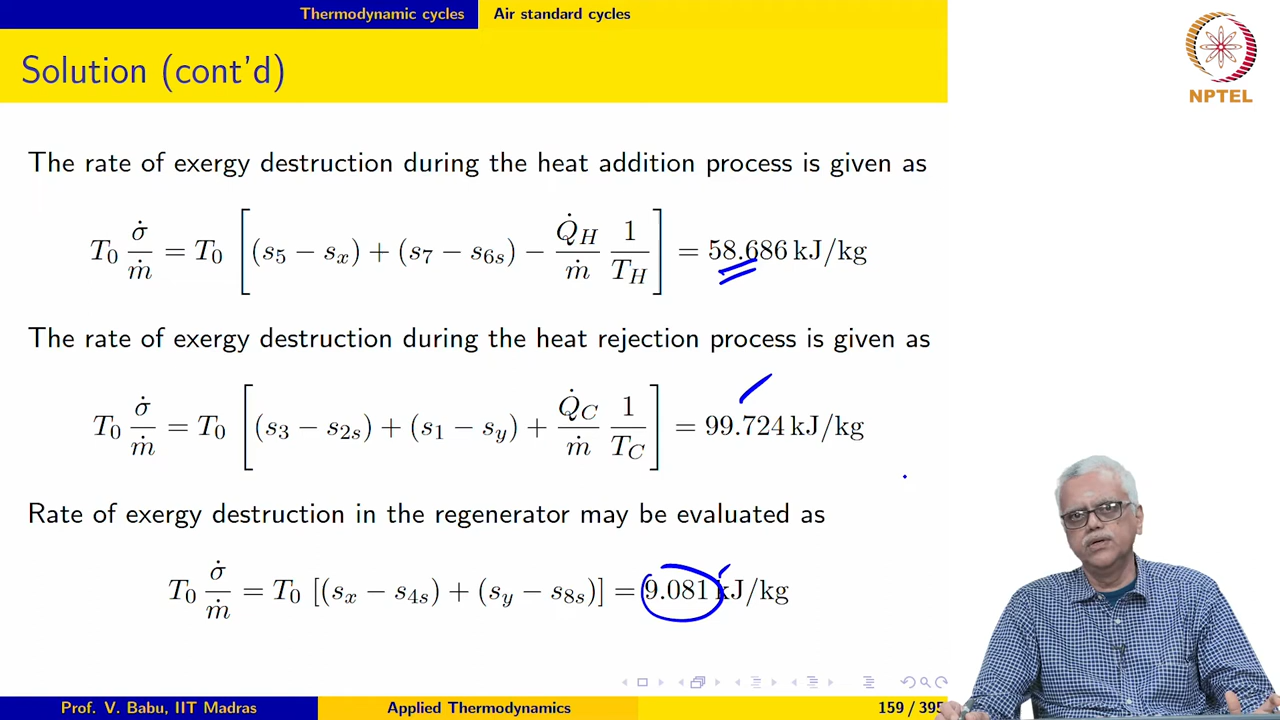 Thermodynamic cycles Air standard cycles
Solution (cont'd)
NPTEL
The rate of exergy destruction during the heat addition process is given as
T₀ σ̇/ṁ = T₀ [(s₅ − sₓ) + (s₇ − s₆ₛ) − Q̇_H/ṁ 1/T_H] = 58.686 kJ/kg
The rate of exergy destruction during the heat rejection process is given as
T₀ σ̇/ṁ = T₀ [(s₃ − s₂ₛ) + (s₁ − s_y) + Q̇_C/ṁ 1/T_C] = 99.724 kJ/kg
Rate of exergy destruction in the regenerator may be evaluated as
T₀ σ̇/ṁ = T₀ [(sₓ − s₄ₛ) + (s_y − s₈ₛ)] = 9.081 kJ/kg
Prof. V. Babu, IIT Madras Applied Thermodynamics 159 / 395